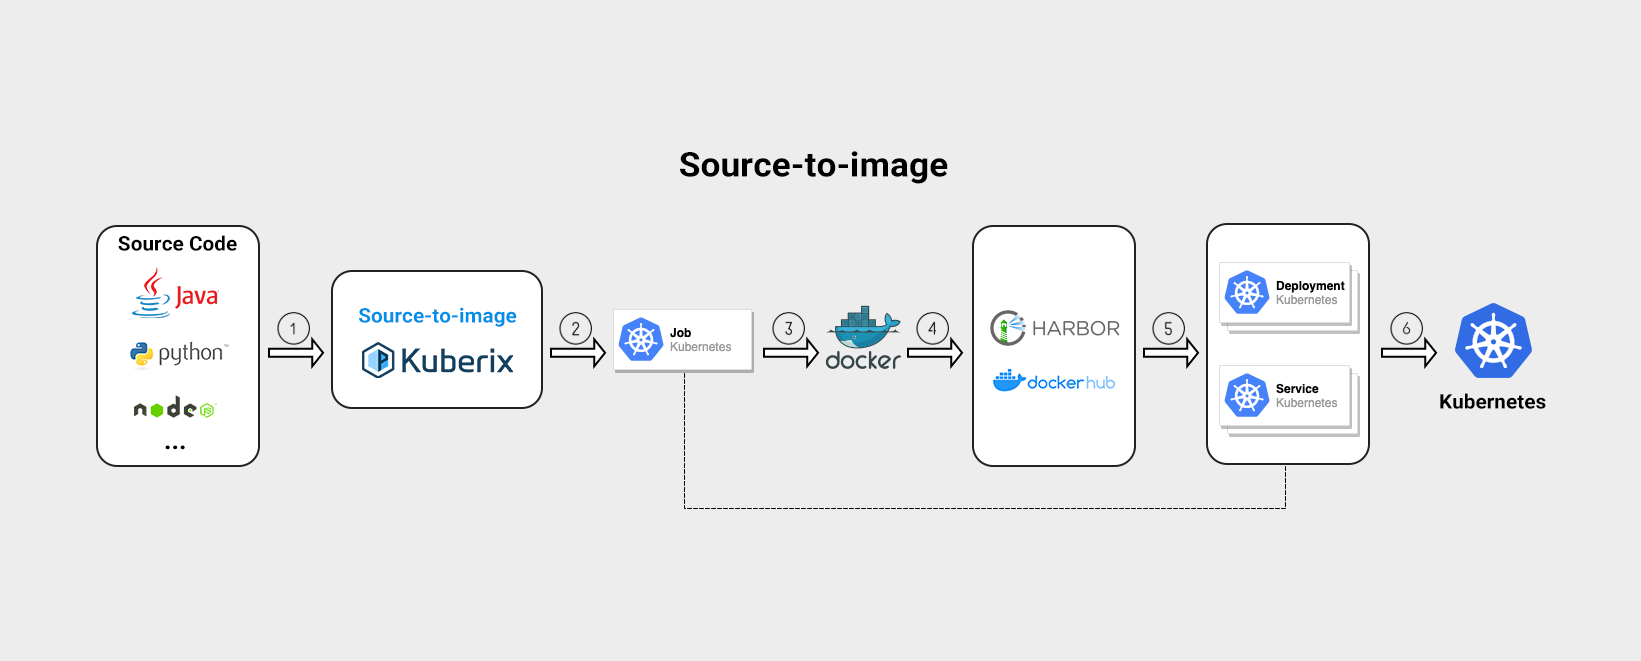 Source-to-image
Source Code
Java
python™
node JS
...
1
Source-to-image
Kuberix
2
Job
Kubernetes
3
docker
4
HARBOR
docker hub
5
Deployment
Kubernetes
Service
Kubernetes
6
Kubernetes